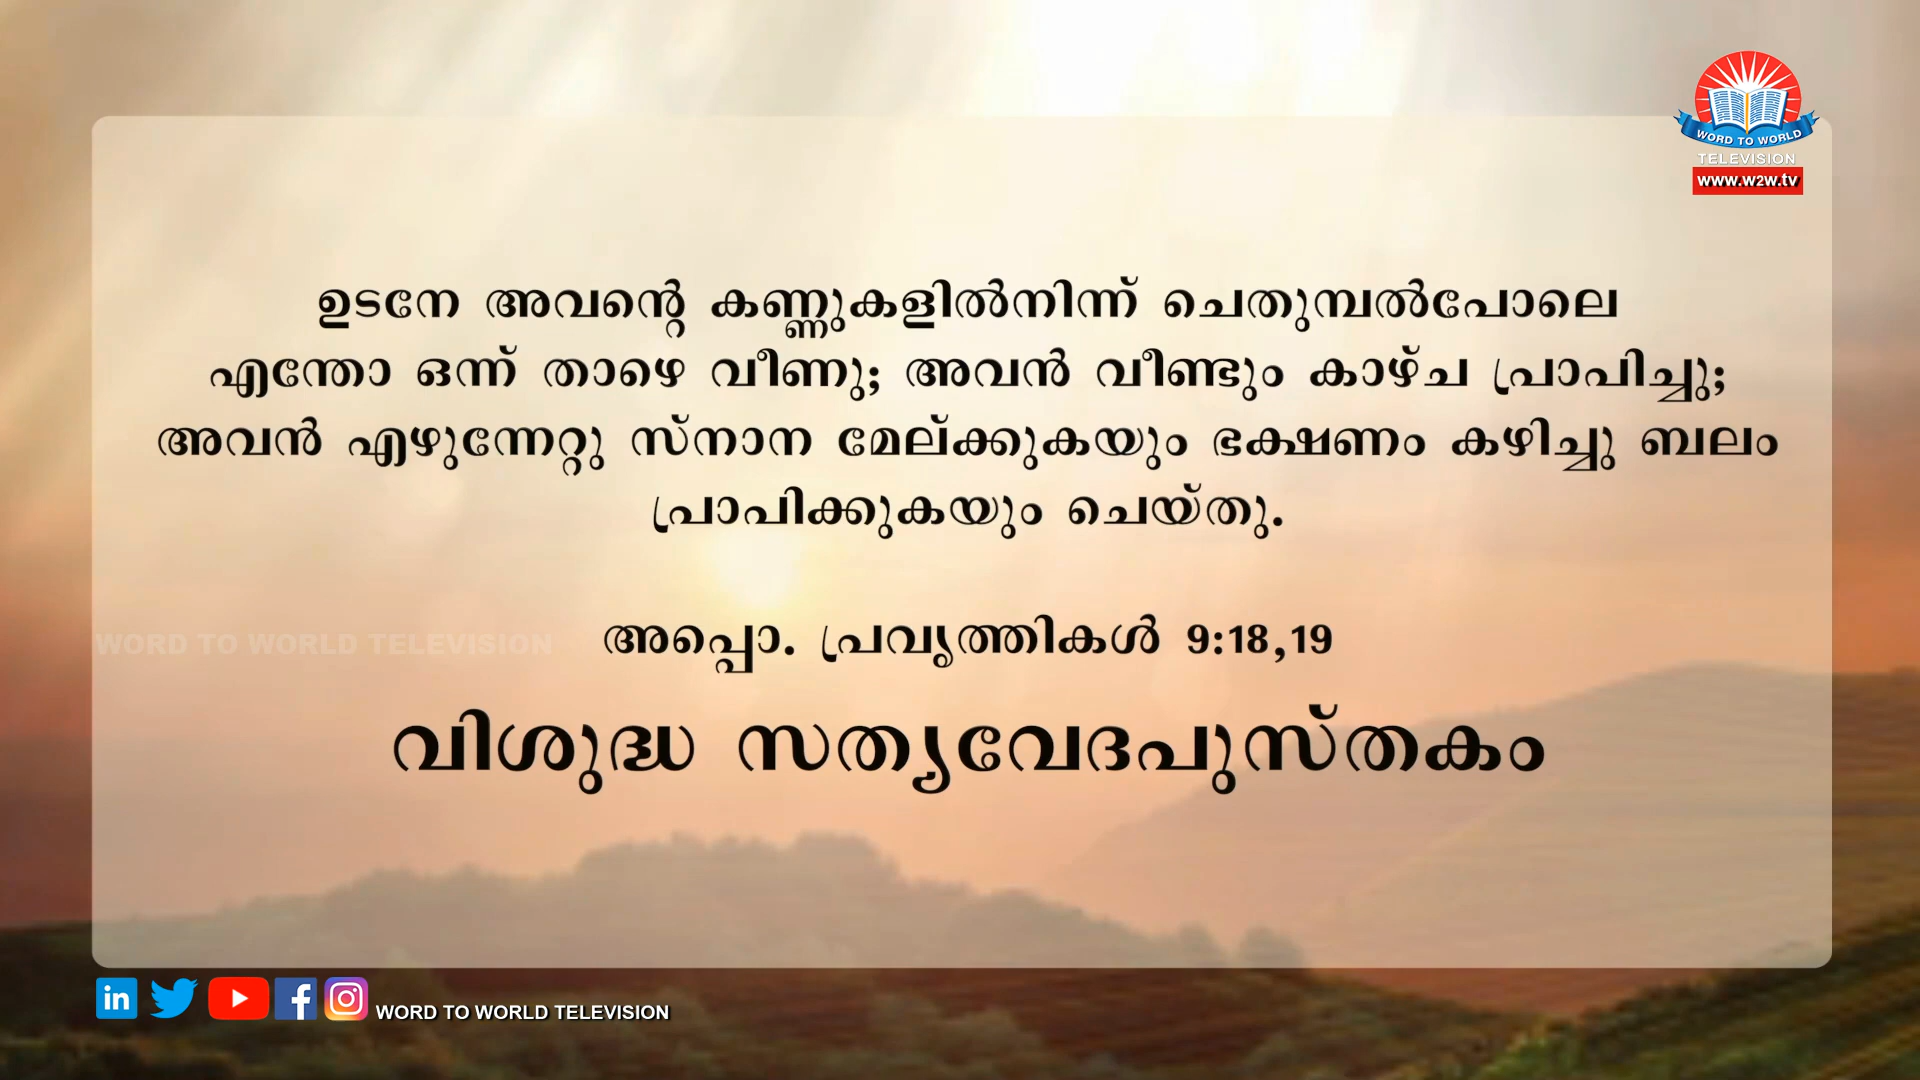 WORD TO WORLD
TELEVISION
www.w2w.tv
ഉടനേ അവന്റെ കണ്ണുകളിൽനിന്ന് ചെതുമ്പൽപോലെ
എന്തോ ഒന്ന് താഴെ വീണു; അവൻ വീണ്ടും കാഴ്ച പ്രാപിച്ചു;
അവൻ എഴുന്നേറ്റു സ്നാന മേല്ക്കുകയും ഭക്ഷണം കഴിച്ചു ബലം
പ്രാപിക്കുകയും ചെയ്തു.
WORD TO WORLD TELEVISION
അപ്പൊ. പ്രവൃത്തികൾ 9:18,19
വിശുദ്ധ സത്യവേദപുസ്തകം
WORD TO WORLD TELEVISION